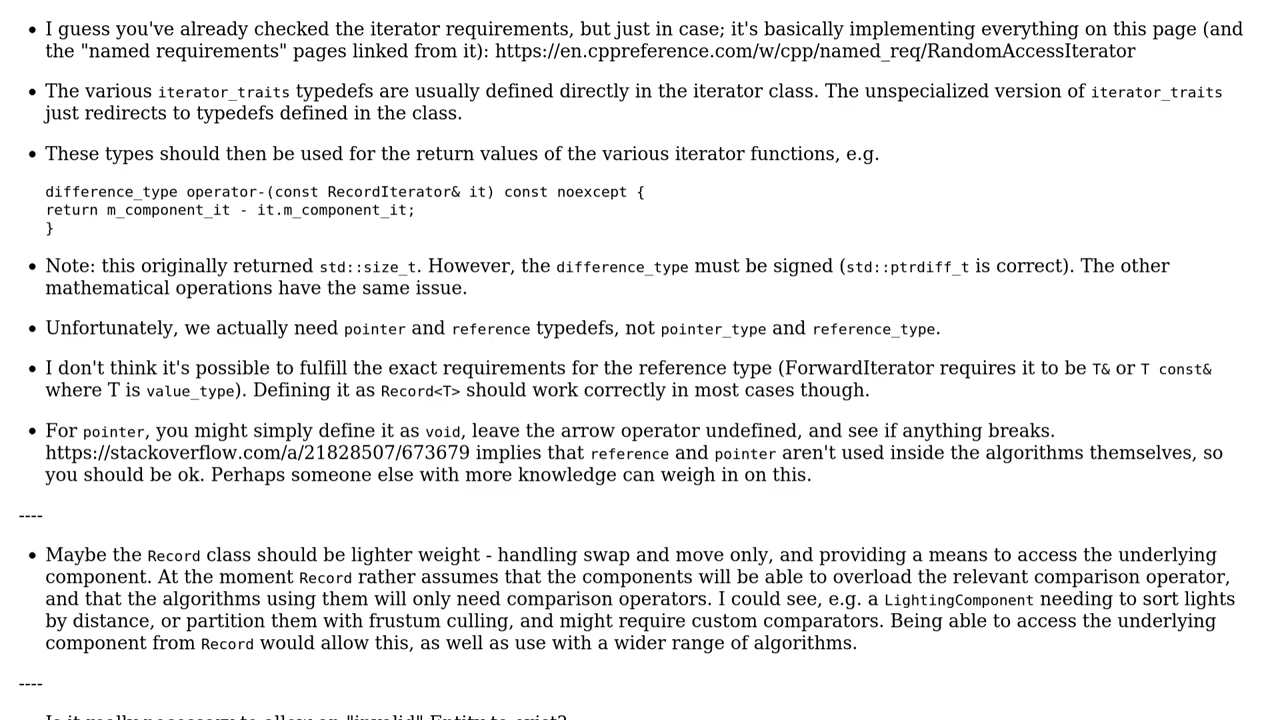 • I guess you've already checked the iterator requirements, but just in case; it's basically implementing everything on this page (and
the "named requirements" pages linked from it): https://en.cppreference.com/w/cpp/named_req/RandomAccessIterator
• The various iterator_traits typedefs are usually defined directly in the iterator class. The unspecialized version of iterator_traits
just redirects to typedefs defined in the class.
• These types should then be used for the return values of the various iterator functions, e.g.
difference_type operator-(const RecordIterator& it) const noexcept {
return m_component_it - it.m_component_it;
}
• Note: this originally returned std::size_t. However, the difference_type must be signed (std::ptrdiff_t is correct). The other
mathematical operations have the same issue.
• Unfortunately, we actually need pointer and reference typedefs, not pointer_type and reference_type.
• I don't think it's possible to fulfill the exact requirements for the reference type (ForwardIterator requires it to be T& or T const&
where T is value_type). Defining it as Record<T> should work correctly in most cases though.
• For pointer, you might simply define it as void, leave the arrow operator undefined, and see if anything breaks.
https://stackoverflow.com/a/21828507/673679 implies that reference and pointer aren't used inside the algorithms themselves, so
you should be ok. Perhaps someone else with more knowledge can weigh in on this.
----
• Maybe the Record class should be lighter weight - handling swap and move only, and providing a means to access the underlying
component. At the moment Record rather assumes that the components will be able to overload the relevant comparison operator,
and that the algorithms using them will only need comparison operators. I could see, e.g. a LightingComponent needing to sort lights
by distance, or partition them with frustum culling, and might require custom comparators. Being able to access the underlying
component from Record would allow this, as well as use with a wider range of algorithms.
----
Is it really necessary to allow an "invalid" Entity to exist?